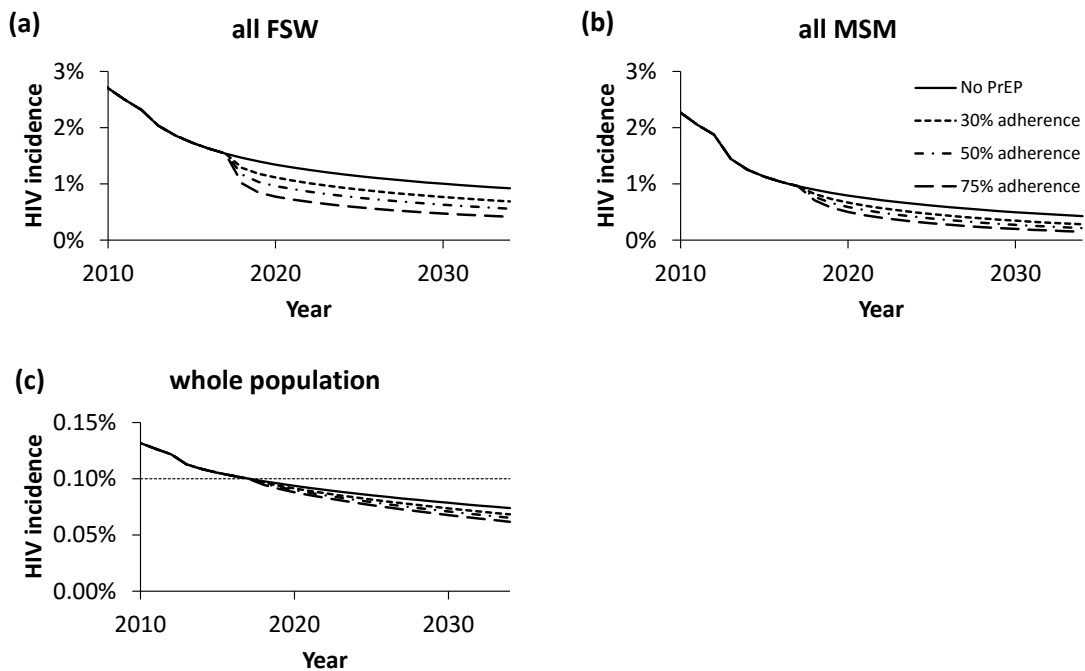 (a)
all FSW
3%
2%
1%
0%
HIV incidence
2010
2020
2030
Year
(b)
all MSM
3%
2%
1%
0%
HIV incidence
2010
2020
2030
Year
No PrEP
30% adherence
50% adherence
75% adherence
(c)
whole population
0.15%
0.10%
0.05%
0.00%
HIV incidence
2010
2020
2030
Year